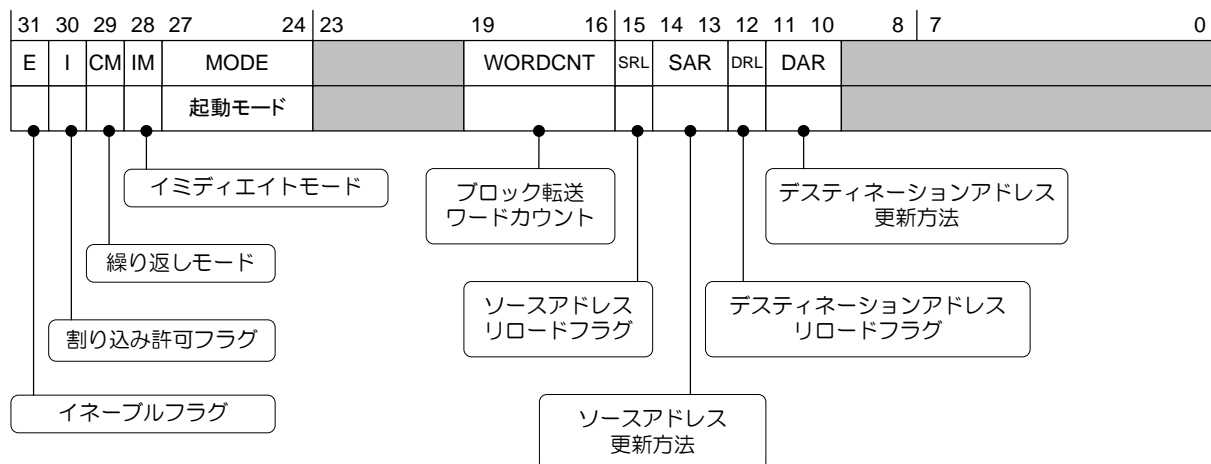 31 30 29 28 27 24 23 19 16 15 14 13 12 11 10 8 7 0
E I CM IM MODE WORDCNT SRL SAR DRL DAR
起動モード
イミディエイトモード
ブロック転送
ワードカウント
デスティネーションアドレス
更新方法
繰り返しモード
ソースアドレス
リロードフラグ
デスティネーションアドレス
リロードフラグ
割り込み許可フラグ
イネーブルフラグ
ソースアドレス
更新方法